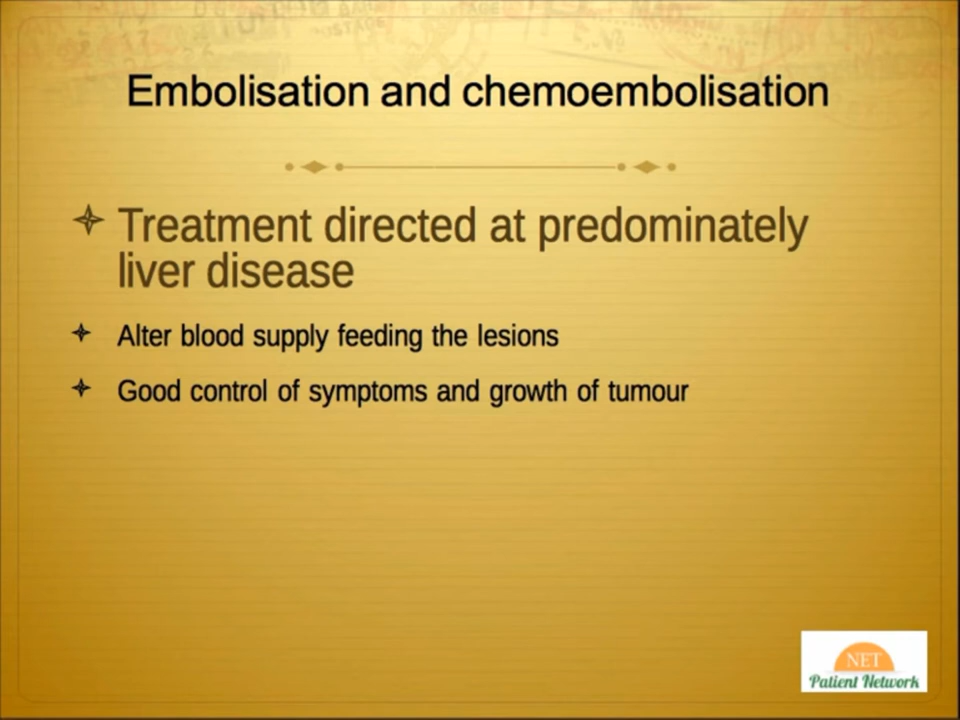 Embolisation and chemoembolisation
Treatment directed at predominately
liver disease
Alter blood supply feeding the lesions
Good control of symptoms and growth of tumour
NET
Patient Network